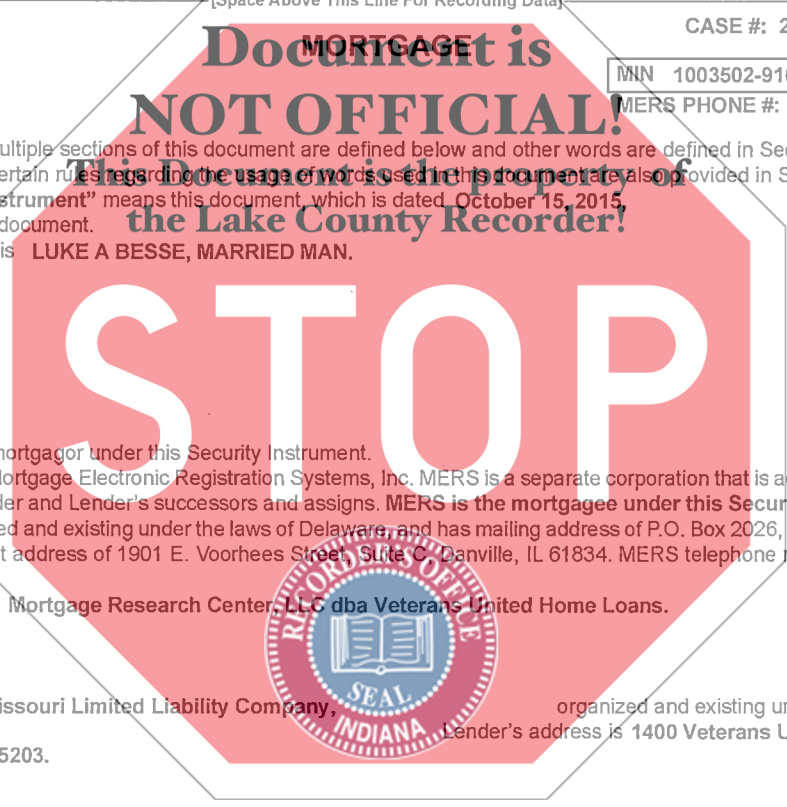 [Space Above This Line For Recording Data]
Document is
MORTGAGE
CASE #: 2
NOT OFFICIAL!
MIN 1003502-910
MERS PHONE #:
ultiple sections of this document are defined below and other words are defined in Sec
This Document is the property of
ertain rules regarding the usage of words used in this document are also provided in S
strument” means this document, which is dated October 15, 2015,
the Lake County Recorder!
document.
is LUKE A BESSE, MARRIED MAN.
STOP
mortgagor under this Security Instrument.
ortgage Electronic Registration Systems, Inc. MERS is a separate corporation that is a
der and Lender's successors and assigns. MERS is the mortgagee under this Secur
ed and existing under the laws of Delaware, and has mailing address of P.O. Box 2026,
t address of 1901 E. Voorhees Street, Suite C, Danville, IL 61834. MERS telephone
Mortgage Research Center, LLC dba Veterans United Home Loans.
RECORDER'S OFFICE
SEAL
INDIANA
issouri Limited Liability Company, organized and existing un
Lender's address is 1400 Veterans U
5203.